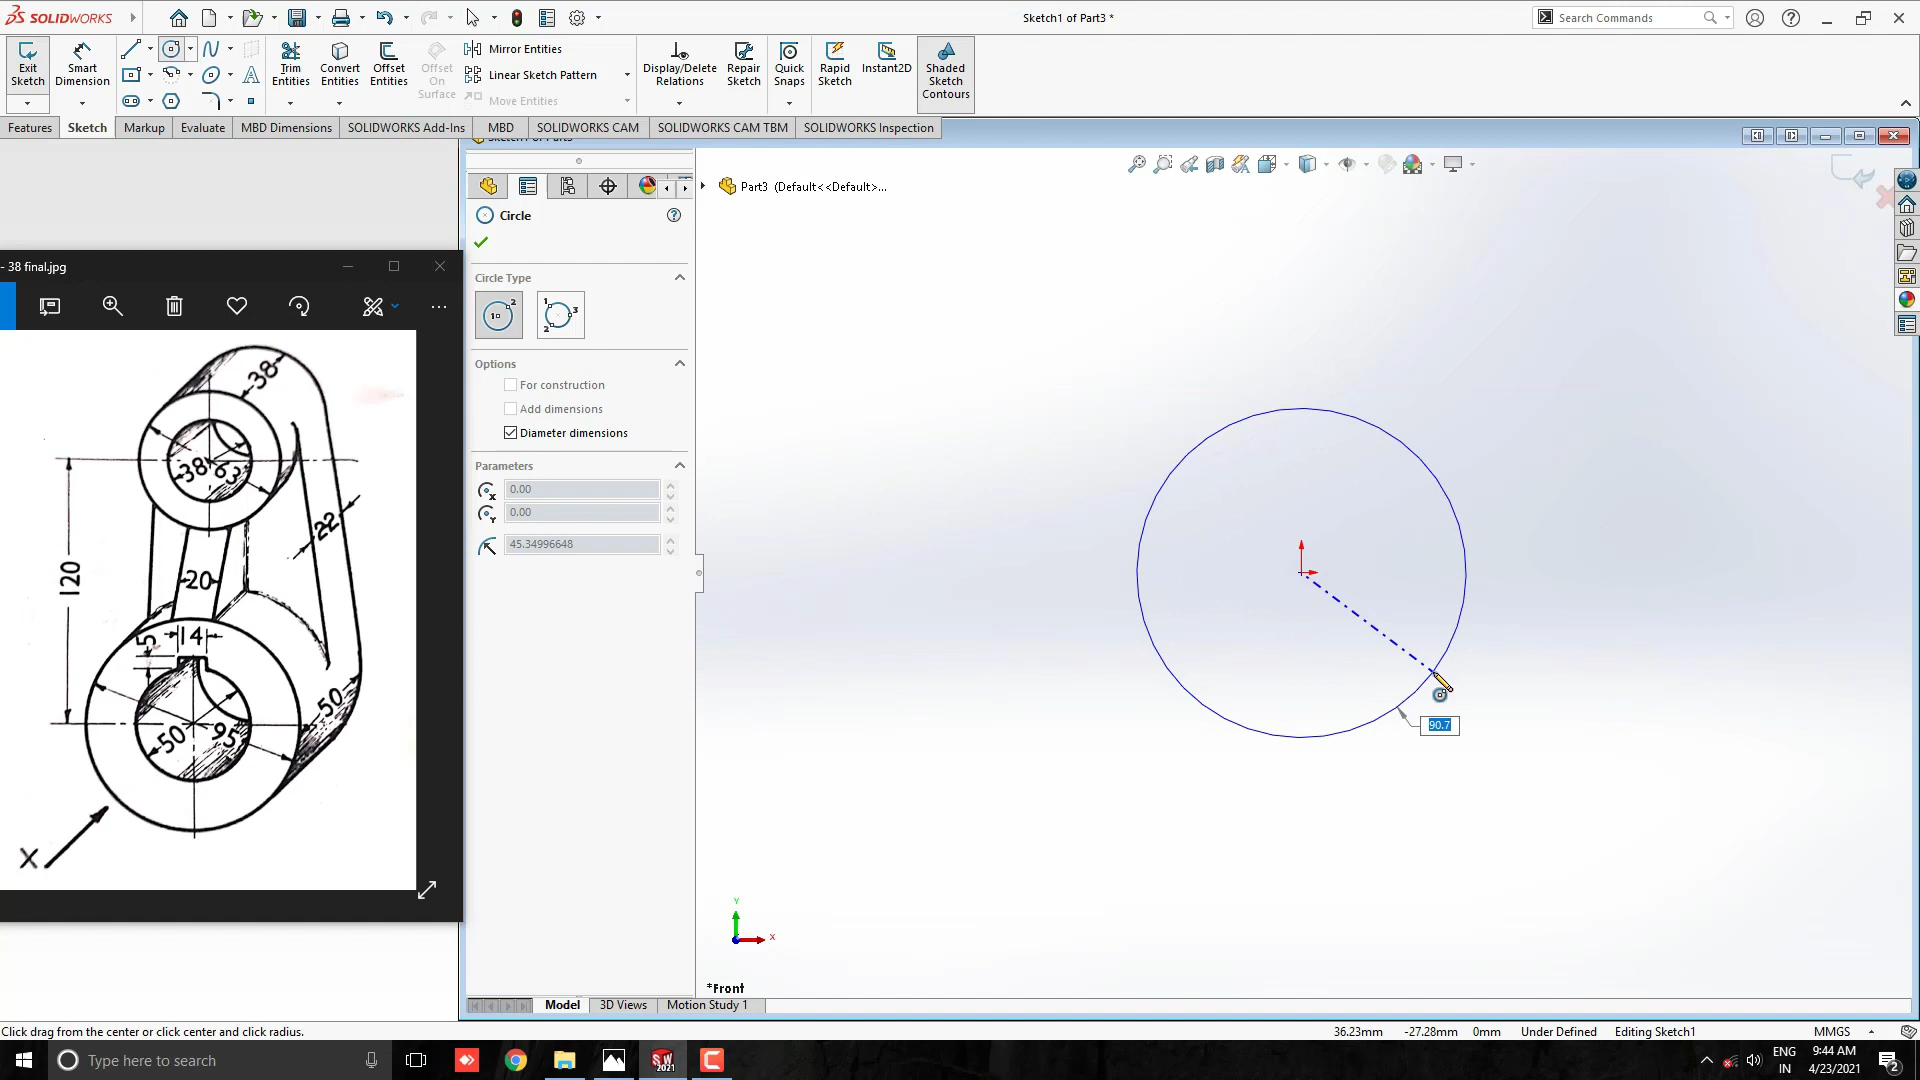 SOLIDWORKS
Sketch1 of Part3 *
Search Commands
Exit Sketch
Smart Dimension
Trim Entities
Convert Entities
Offset Entities
Offset On Surface
Mirror Entities
Linear Sketch Pattern
Move Entities
Display/Delete Relations
Repair Sketch
Quick Snaps
Rapid Sketch
Instant2D
Shaded Sketch Contours
Features
Sketch
Markup
Evaluate
MBD Dimensions
SOLIDWORKS Add-Ins
MBD
SOLIDWORKS CAM
SOLIDWORKS CAM TBM
SOLIDWORKS Inspection
Part3 (Default<<Default>...
- 38 final.jpg
38
38
63
22
120
20
5
14
50
50
95
X
Circle
Circle Type
Options
For construction
Add dimensions
Diameter dimensions
Parameters
0.00
0.00
45.34996648
90.7
Y
X
*Front
Model
3D Views
Motion Study 1
Click drag from the center or click center and click radius.
36.23mm
-27.28mm
0mm
Under Defined
Editing Sketch1
MMGS
Type here to search
SW
2021
ENG
IN
9:44 AM
4/23/2021
2